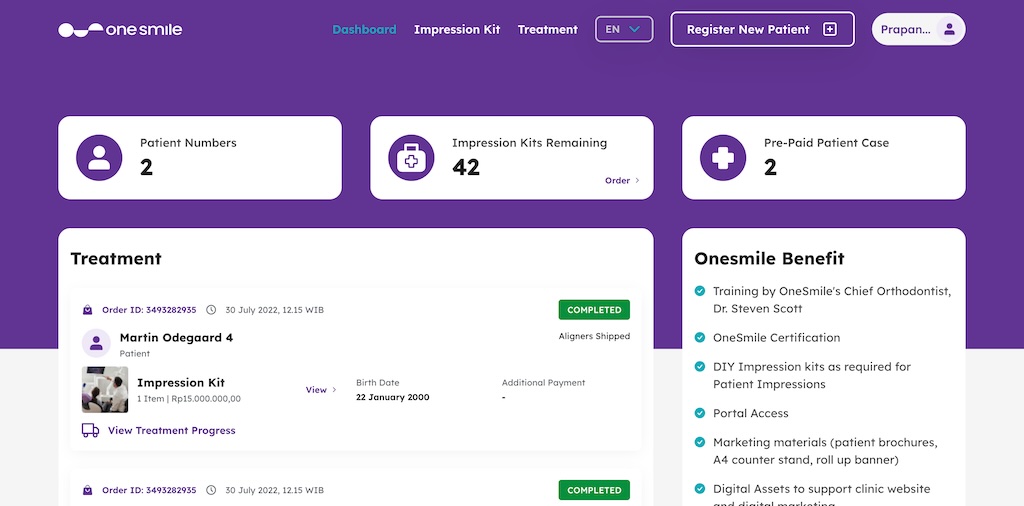 one smile
Dashboard
Impression Kit
Treatment
EN
Register New Patient
Prapan...
Patient Numbers
2
Impression Kits Remaining
42
Order
Pre-Paid Patient Case
2
Treatment
Order ID: 3493282935
30 July 2022, 12.15 WIB
COMPLETED
Martin Odegaard 4
Patient
Aligners Shipped
Impression Kit
1 Item | Rp15.000.000,00
View
Birth Date
22 January 2000
Additional Payment
-
View Treatment Progress
Order ID: 3493282935
30 July 2022, 12.15 WIB
COMPLETED
Onesmile Benefit
Training by OneSmile's Chief Orthodontist,
Dr. Steven Scott
OneSmile Certification
DIY Impression kits as required for
Patient Impressions
Portal Access
Marketing materials (patient brochures,
A4 counter stand, roll up banner)
Digital Assets to support clinic website
and digital marketing